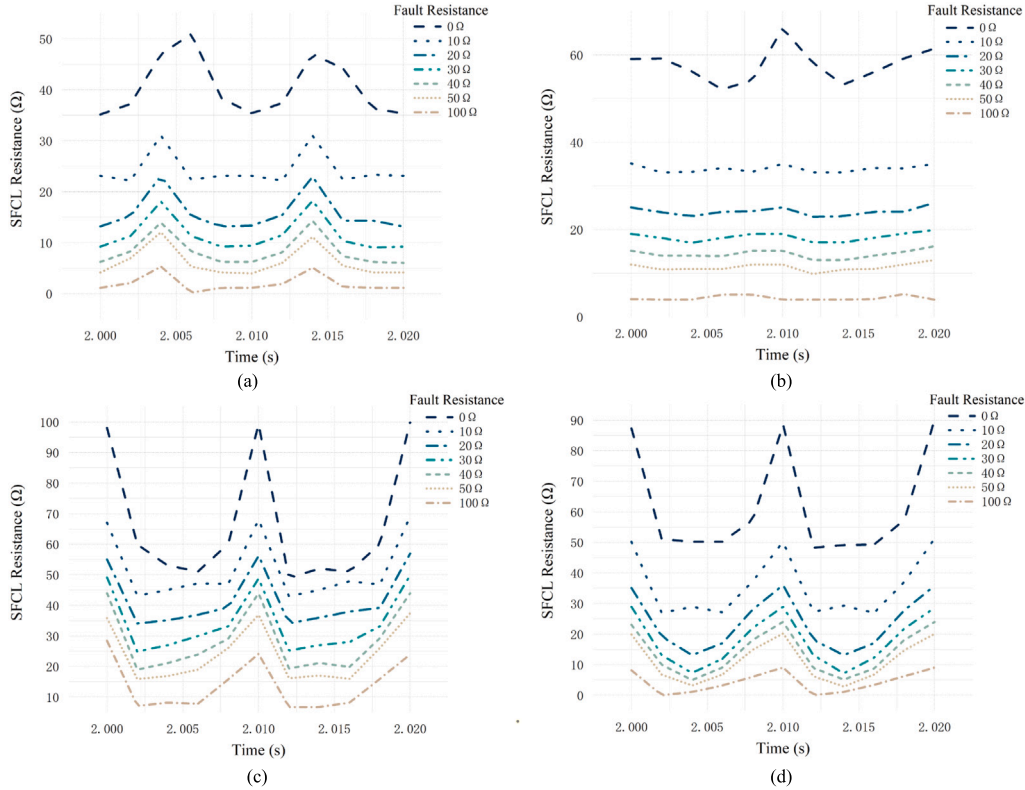 Fault Resistance
0 Ω
10 Ω
20 Ω
30 Ω
40 Ω
50 Ω
100 Ω
SFCL Resistance (Ω)
50
40
30
20
10
0
2.000 2.005 2.010 2.015 2.020
Time (s)
(a)
Fault Resistance
0 Ω
10 Ω
20 Ω
30 Ω
40 Ω
50 Ω
100 Ω
SFCL Resistance (Ω)
60
40
20
0
2.000 2.005 2.010 2.015 2.020
Time (s)
(b)
Fault Resistance
0 Ω
10 Ω
20 Ω
30 Ω
40 Ω
50 Ω
100 Ω
SFCL Resistance (Ω)
100
90
80
70
60
50
40
30
20
10
2.000 2.005 2.010 2.015 2.020
Time (s)
(c)
Fault Resistance
0 Ω
10 Ω
20 Ω
30 Ω
40 Ω
50 Ω
100 Ω
SFCL Resistance (Ω)
90
80
70
60
50
40
30
20
10
0
2.000 2.005 2.010 2.015 2.020
Time (s)
(d)